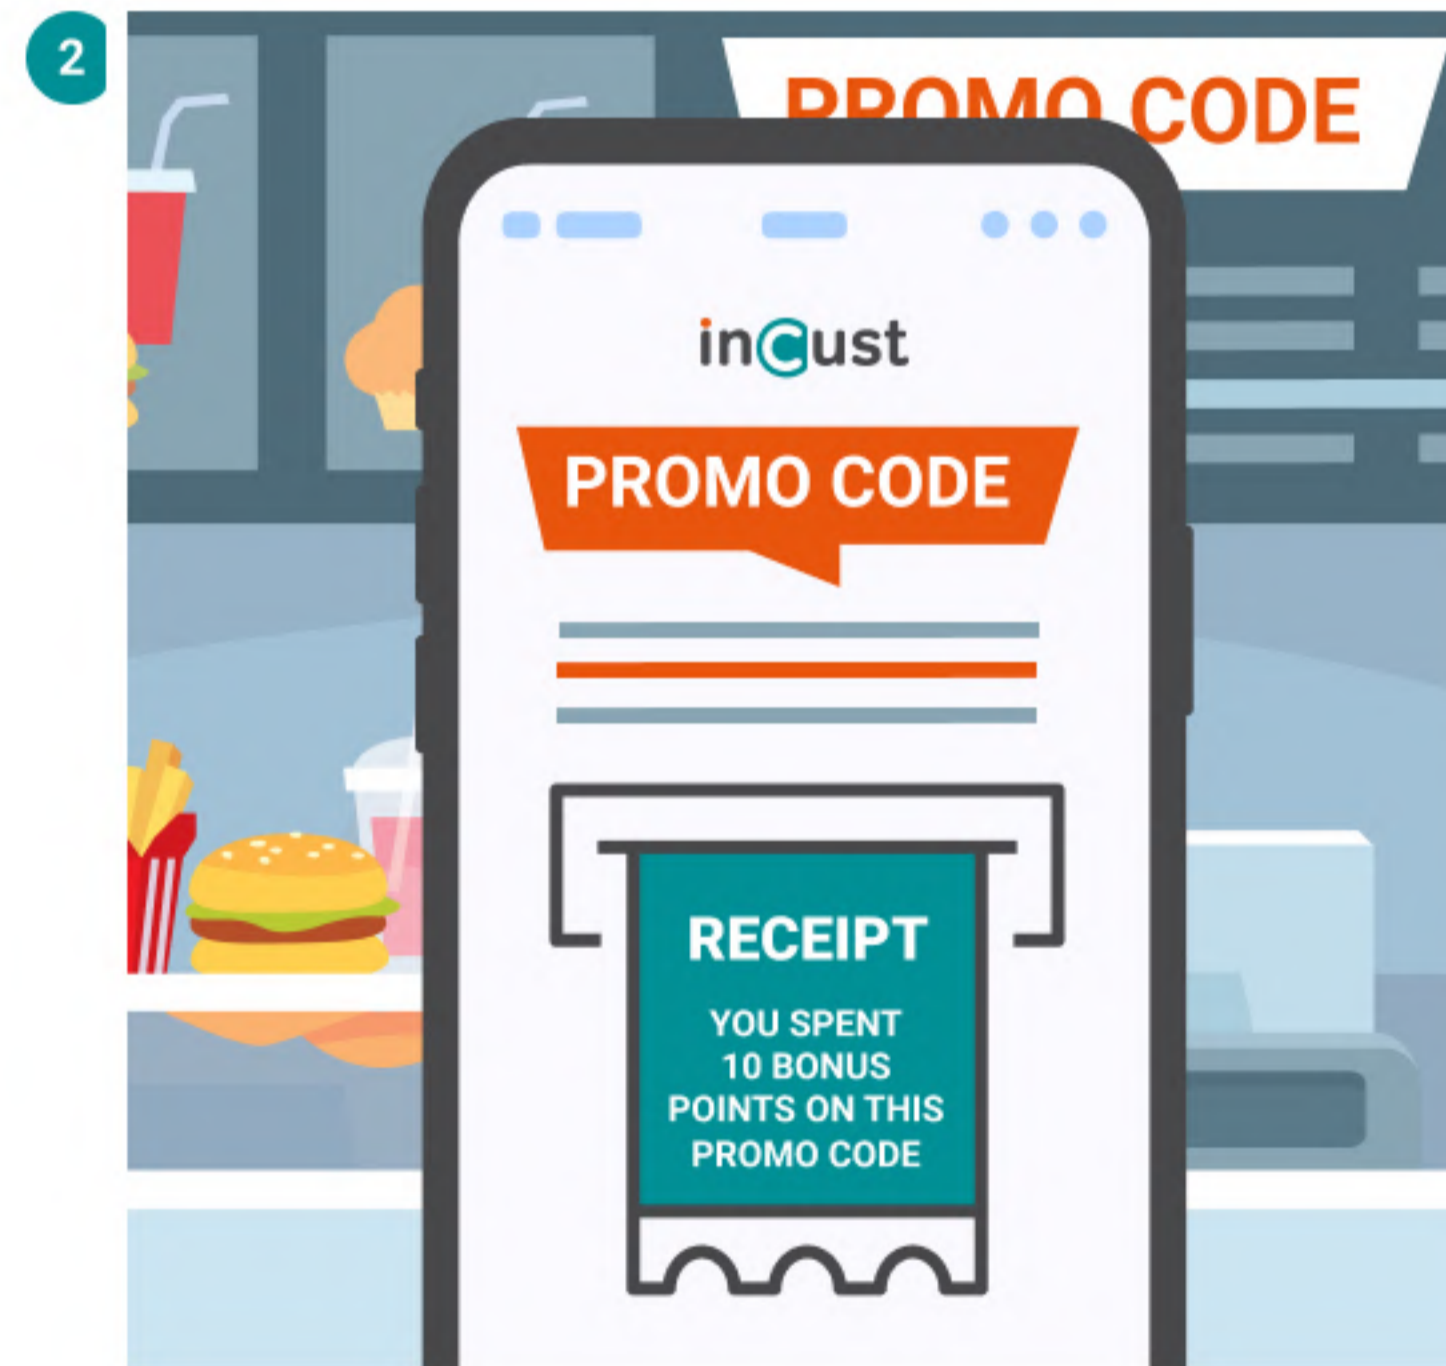 2
PROMO CODE
inCust
PROMO CODE
RECEIPT
YOU SPENT
10 BONUS
POINTS ON THIS
PROMO CODE